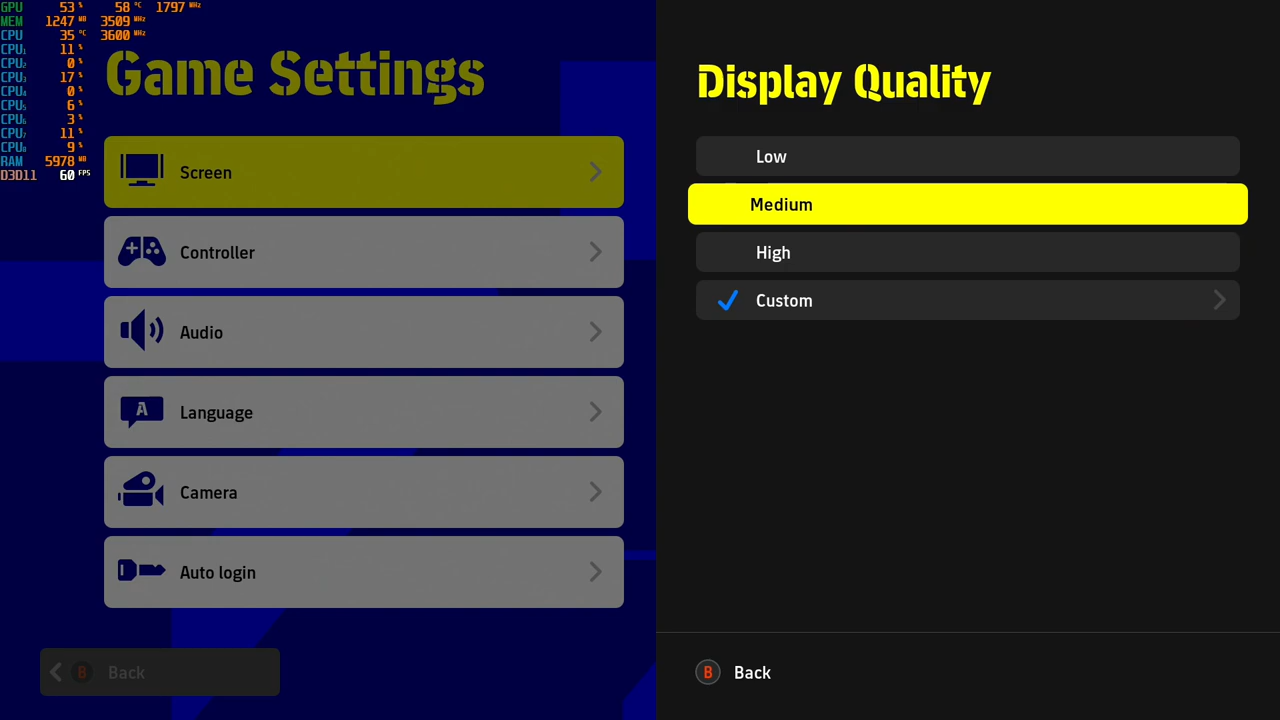 GPU 53 % 58 °C 1797 MHz
MEM 1247 MB 3509 MHz
CPU 35 °C 3600 MHz
CPU1 11 %
CPU2 0 %
CPU3 17 %
CPU4 0 %
CPU5 6 %
CPU6 3 %
CPU7 11 %
CPU8 9 %
RAM 5978 MB
D3D11 60 FPS
Game Settings
Screen
Controller
Audio
A
Language
Camera
Auto login
B Back
Display Quality
Low
Medium
High
Custom
B Back